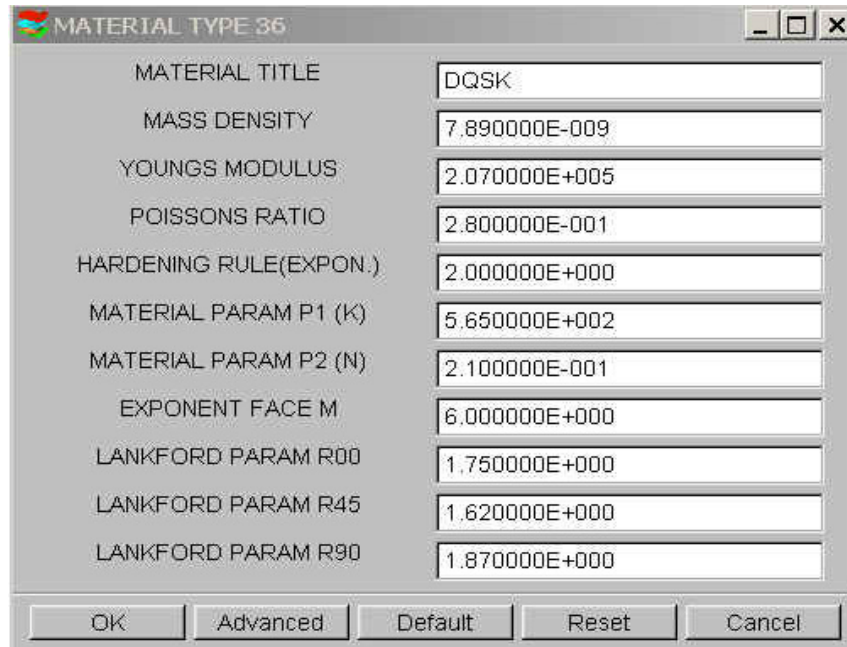 MATERIAL TYPE 36
MATERIAL TITLE DQSK
MASS DENSITY 7.890000E-009
YOUNGS MODULUS 2.070000E+005
POISSONS RATIO 2.800000E-001
HARDENING RULE(EXPON.) 2.000000E+000
MATERIAL PARAM P1 (K) 5.650000E+002
MATERIAL PARAM P2 (N) 2.100000E-001
EXPONENT FACE M 6.000000E+000
LANKFORD PARAM R00 1.750000E+000
LANKFORD PARAM R45 1.620000E+000
LANKFORD PARAM R90 1.870000E+000
OK Advanced Default Reset Cancel